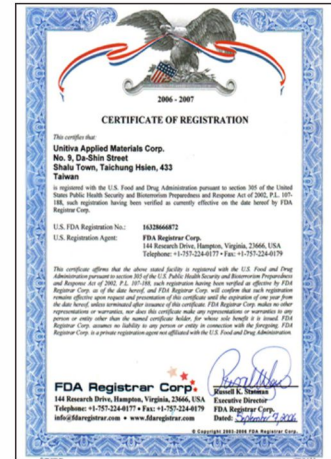 2006 - 2007
CERTIFICATE OF REGISTRATION
This certifies that:
Unitiva Applied Materials Corp.
No. 9, Da-Shin Street
Shalu Town, Taichung Hsien, 433
Taiwan
is registered with the U.S. Food and Drug Administration pursuant to section 305 of the United
States Public Health Security and Bioterrorism Preparedness and Response Act of 2002, P.L. 107-
188, such registration having been verified as currently effective on the date hereof by FDA
Registrar Corp.
U.S. FDA Registration No.: 16328666872
U.S. Registration Agent: FDA Registrar Corp.
144 Research Drive, Hampton, Virginia, 23666, USA
Telephone: +1-757-224-0177 • Fax: +1-757-224-0179
This certificate affirms that the above stated facility is registered with the U.S. Food and Drug
Administration pursuant to section 305 of the U.S. Public Health Security and Bioterrorism Preparedness
and Response Act of 2002, P.L. 107-188, such registration having been verified as effective by FDA
Registrar Corp. as of the date hereof, and FDA Registrar Corp. will confirm that such registration
remains effective upon request and presentation of this certificate until the expiration of one year from
the date hereof, unless terminated after issuance of this certificate. FDA Registrar Corp. makes no other
representations or warranties, nor does this certificate make any representations or warranties to any
person or entity other than the named certificate holder, for whose sole benefit it is issued. FDA
Registrar Corp. assumes no liability to any person or entity in connection with the foregoing. FDA
Registrar Corp. is a private registration agent not affiliated with the U.S. Food and Drug Administration.
FDA Registrar Corp.
144 Research Drive, Hampton, Virginia, 23666, USA
Telephone: +1-757-224-0177 • Fax: +1-757-224-0179
info@fdaregistrar.com • www.fdaregistrar.com
Russell K. Statman
Executive Director
FDA Registrar Corp.
Dated: September 7, 2006
© Copyright 2003-2006 FDA Registrar Corp.